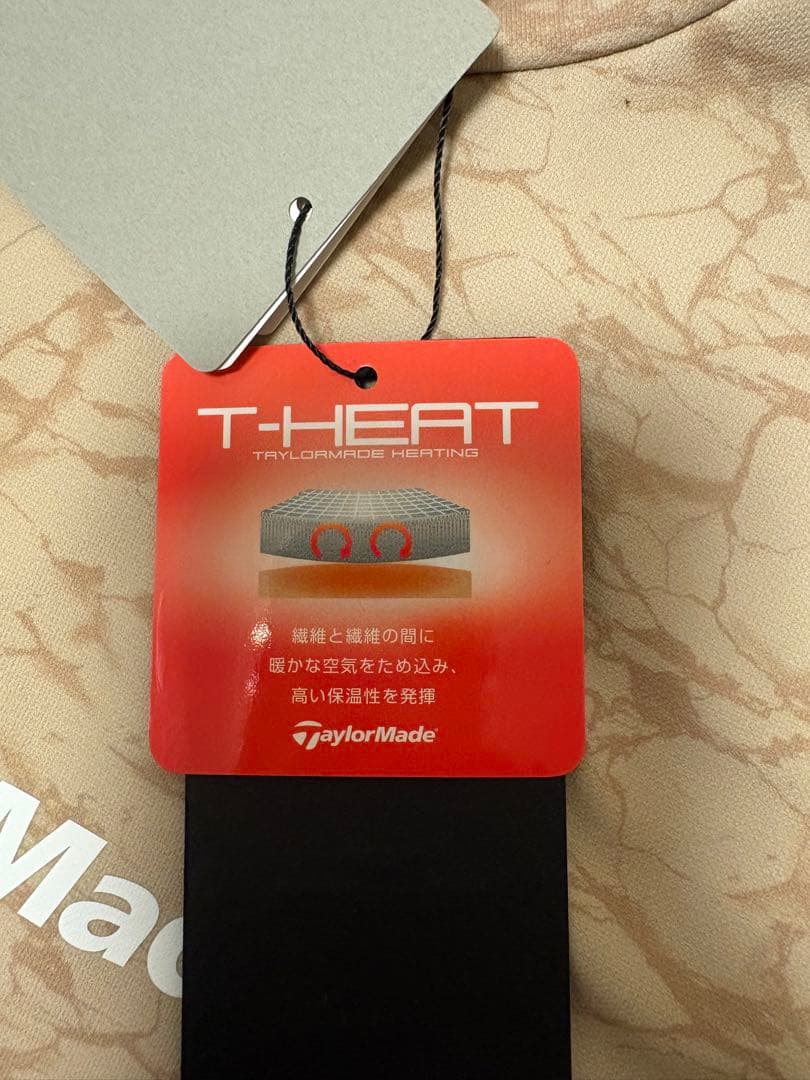 T-HEAT
TAYLORMADE HEATING
繊維と繊維の間に
暖かな空気をため込み、
高い保温性を発揮
TaylorMade
Mad